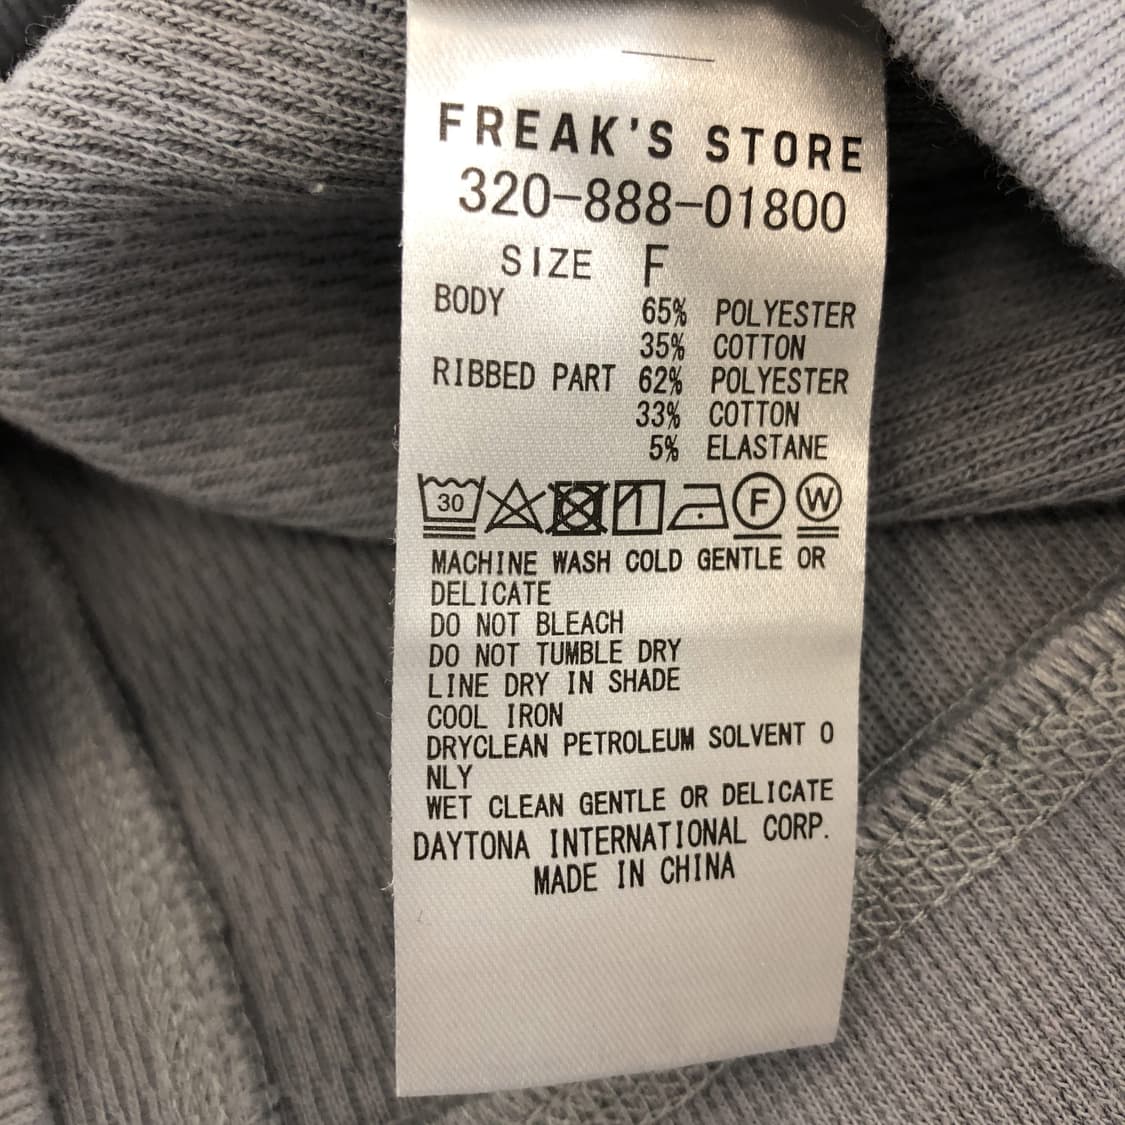 FREAK'S STORE
320-888-01800
SIZE F
BODY 65% POLYESTER
35% COTTON
RIBBED PART 62% POLYESTER
33% COTTON
5% ELASTANE
30 F W
MACHINE WASH COLD GENTLE OR
DELICATE
DO NOT BLEACH
DO NOT TUMBLE DRY
LINE DRY IN SHADE
COOL IRON
DRYCLEAN PETROLEUM SOLVENT O
NLY
WET CLEAN GENTLE OR DELICATE
DAYTONA INTERNATIONAL CORP.
MADE IN CHINA